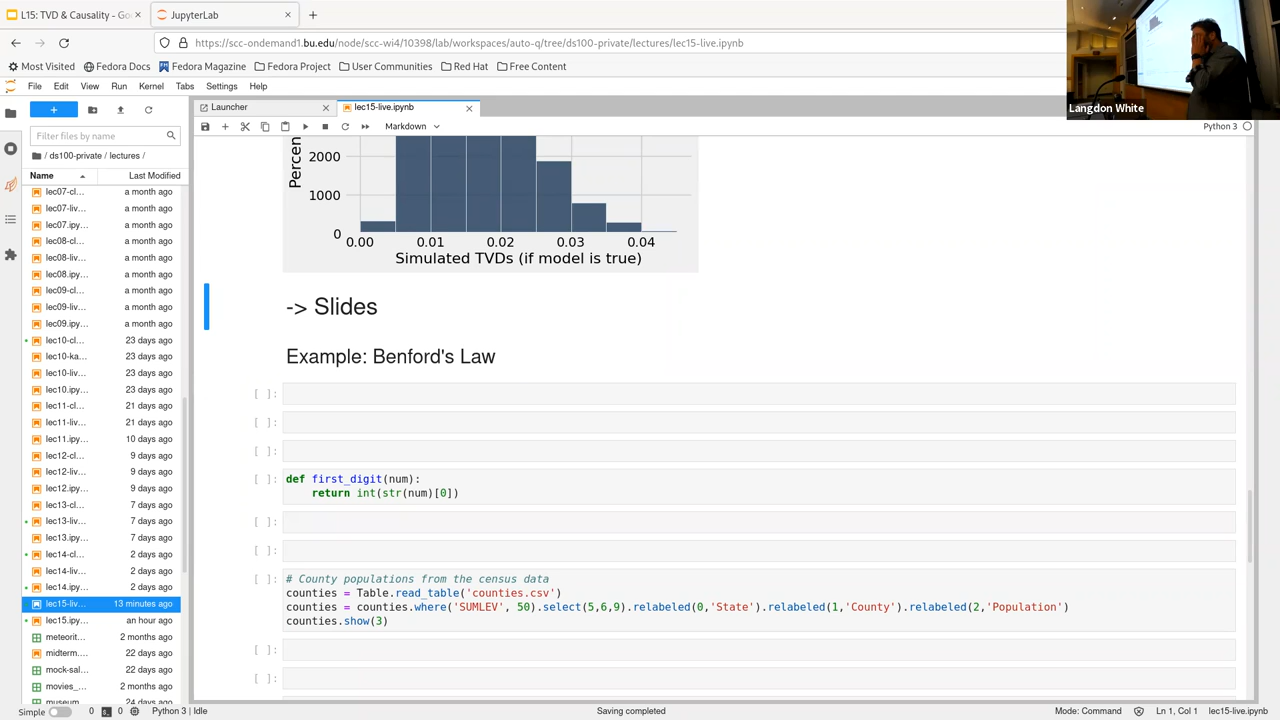 L15: TVD & Causality - Go
JupyterLab
https://scc-ondemand1.bu.edu/node/scc-wi4/10398/lab/workspaces/auto-q/tree/ds100-private/lectures/lec15-live.ipynb
Most Visited
Fedora Docs
Fedora Magazine
Fedora Project
User Communities
Red Hat
Free Content
Langdon White
File Edit View Run Kernel Tabs Settings Help
Launcher
lec15-live.ipynb
Markdown
Python 3
Filter files by name
/ ds100-private / lectures /
Name Last Modified
lec07-cl... a month ago
lec07-liv... a month ago
lec07.ipy... a month ago
lec08-cl... a month ago
lec08-liv... a month ago
lec08.ipy... a month ago
lec09-cl... a month ago
lec09-liv... a month ago
lec09.ipy... a month ago
lec10-cl... 23 days ago
lec10-ka... 23 days ago
lec10-liv... 23 days ago
lec10.ipy... 23 days ago
lec11-cl... 21 days ago
lec11-liv... 21 days ago
lec11.ipy... 10 days ago
lec12-cl... 9 days ago
lec12-liv... 9 days ago
lec12.ipy... 9 days ago
lec13-cl... 7 days ago
lec13-liv... 7 days ago
lec13.ipy... 7 days ago
lec14-cl... 2 days ago
lec14-liv... 2 days ago
lec14.ipy... 2 days ago
lec15-liv... 13 minutes ago
lec15.ipy... an hour ago
meteorit... 2 months ago
midterm.... 22 days ago
mock-sal... 22 days ago
movies_... 2 months ago
museum... 24 days ago
Percen
2000
1000
0
0.00 0.01 0.02 0.03 0.04
Simulated TVDs (if model is true)
-> Slides
Example: Benford's Law
[ ]:
[ ]:
[ ]:
[ ]: def first_digit(num):
return int(str(num)[0])
[ ]:
[ ]:
[ ]: # County populations from the census data
counties = Table.read_table('counties.csv')
counties = counties.where('SUMLEV', 50).select(5,6,9).relabeled(0,'State').relabeled(1,'County').relabeled(2,'Population')
counties.show(3)
[ ]:
[ ]:
Simple 0 0 Python 3 | Idle Saving completed Mode: Command Ln 1, Col 1 lec15-live.ipynb